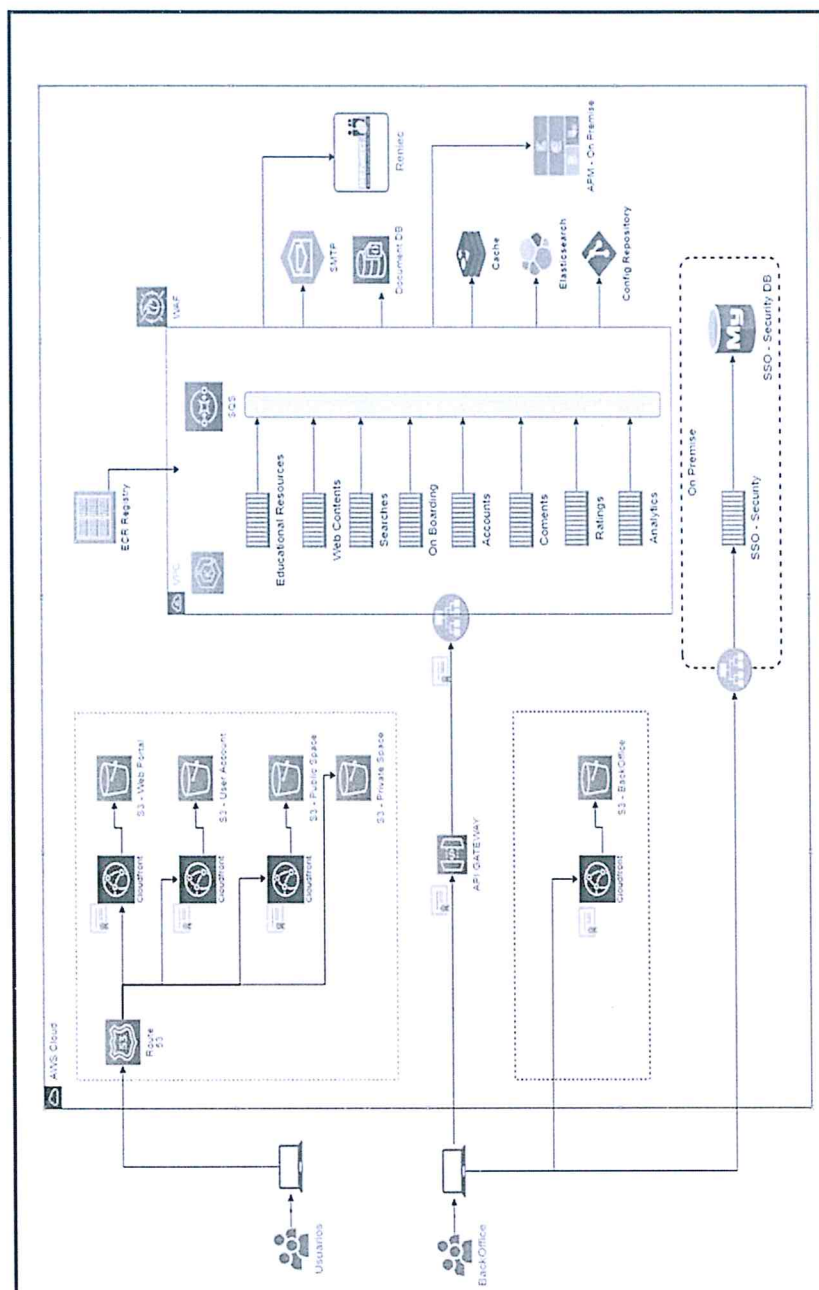 AWS Cloud
Usuarios
Route
53
Cloudfront
S3 - Web Portal
Cloudfront
S3 - User Account
Cloudfront
S3 - Public Space
S3 - Private Space
BackOffice
API GATEWAY
Cloudfront
S3 - BackOffice
ECR Registry
WAF
VPC
SQS
Educational Resources
Web Contents
Searches
On Boarding
Accounts
Coments
Ratings
Analytics
Reniec
SMTP
Document DB
APM - On Premise
Cache
Elasticsearch
Config Repository
On Premise
SSO - Security
My
SSO - Security DB